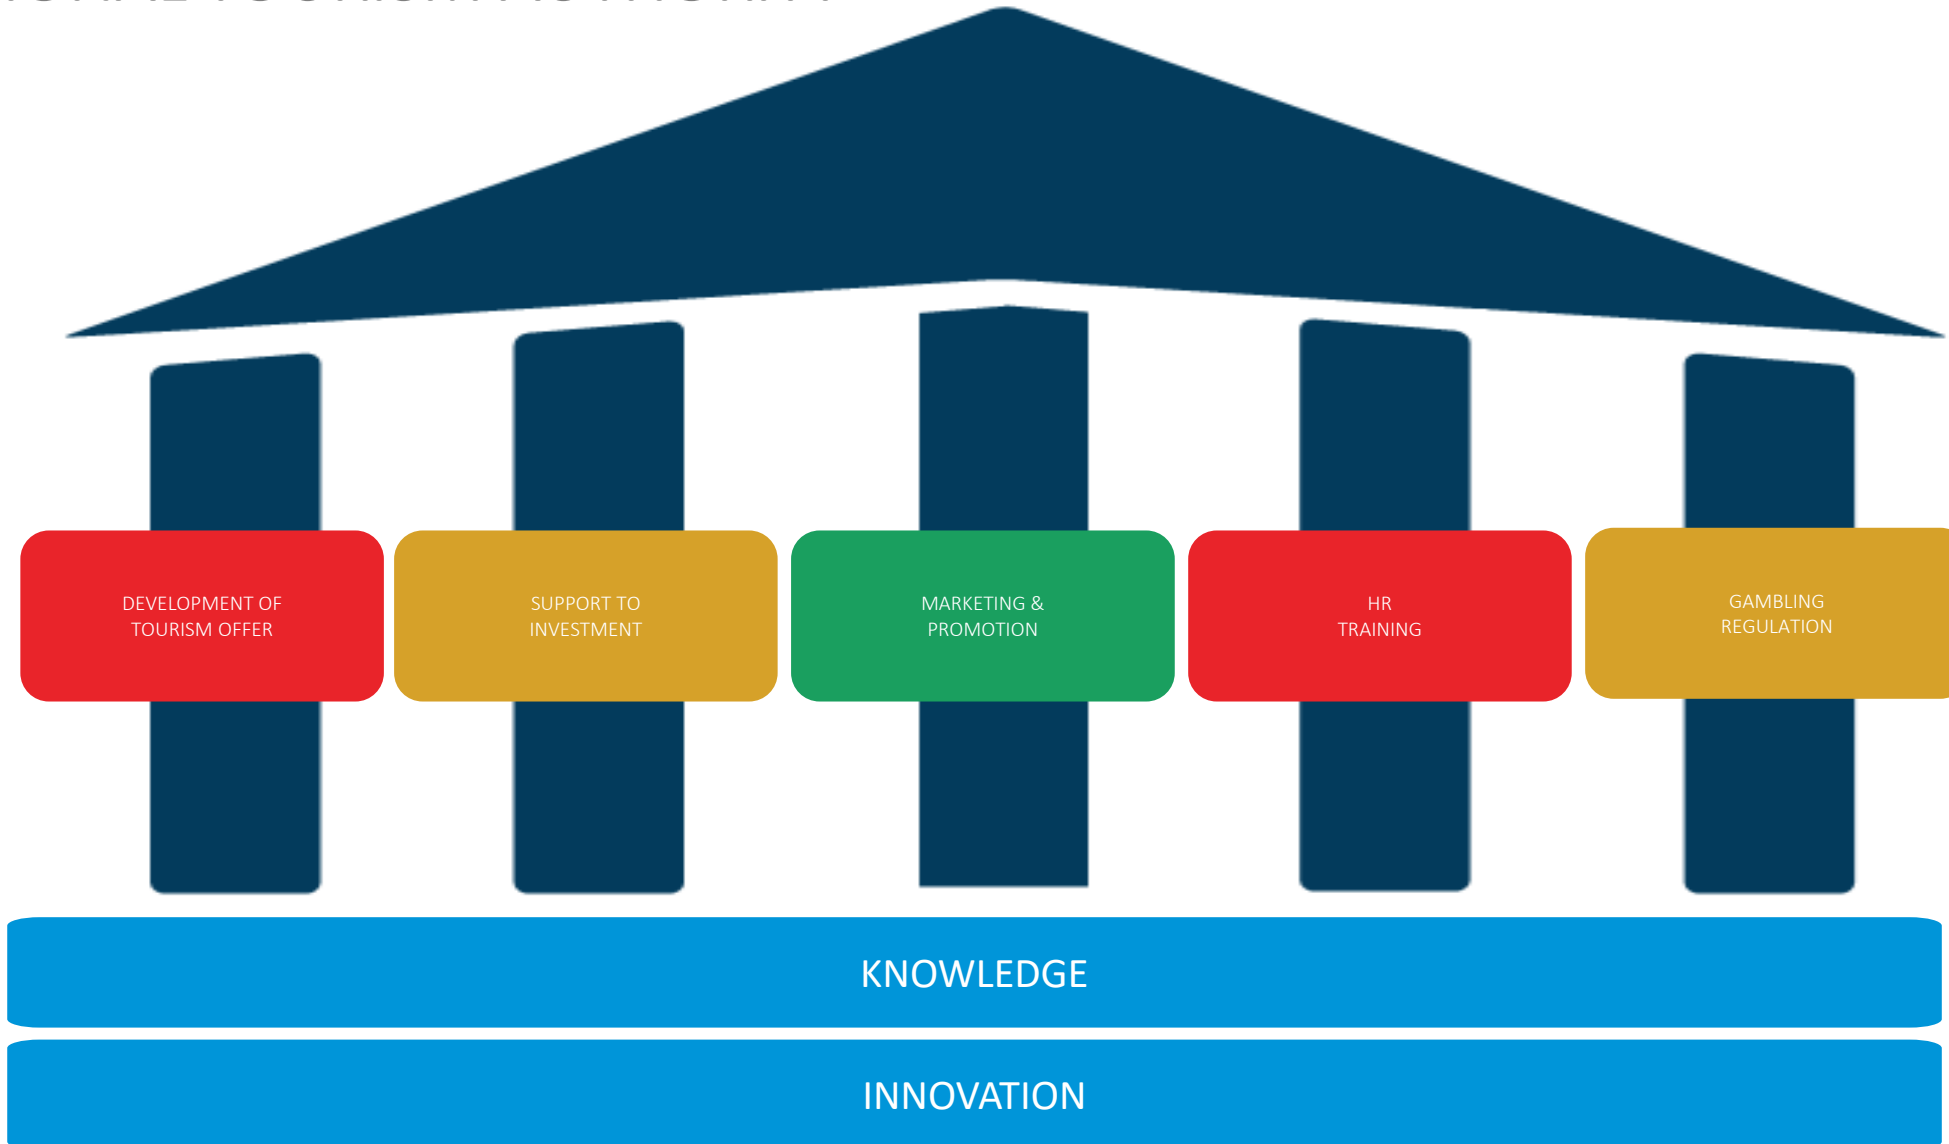 DEVELOPMENT OF
TOURISM OFFER
SUPPORT TO
INVESTMENT
MARKETING &
PROMOTION
HR
TRAINING
GAMBLING
REGULATION
KNOWLEDGE
INNOVATION